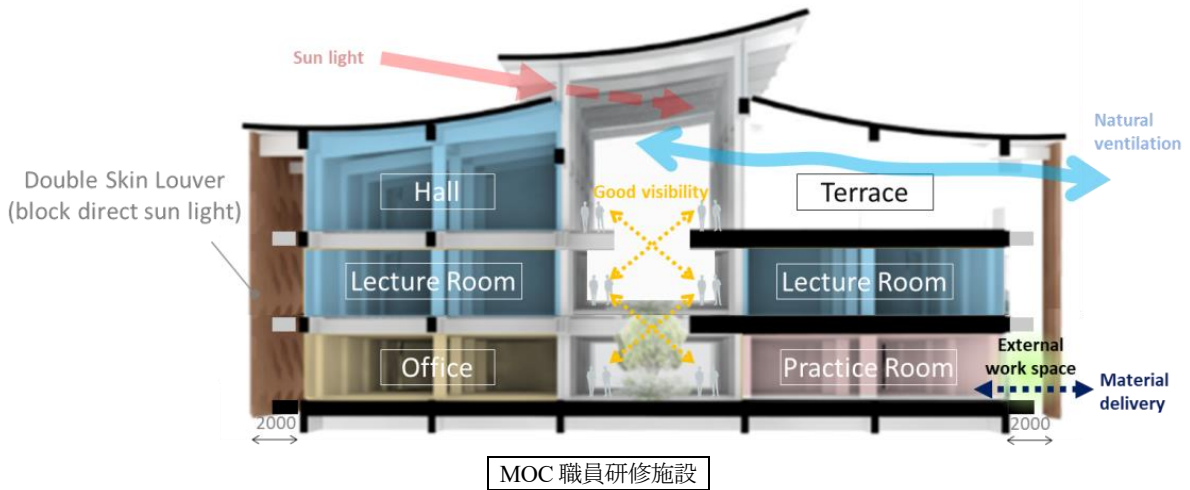 Sun light
Natural
ventilation
Double Skin Louver
(block direct sun light)
Hall
Good visibility
Terrace
Lecture Room
Lecture Room
Office
Practice Room
External
work space
Material
delivery
2000
2000
MOC 職員研修施設